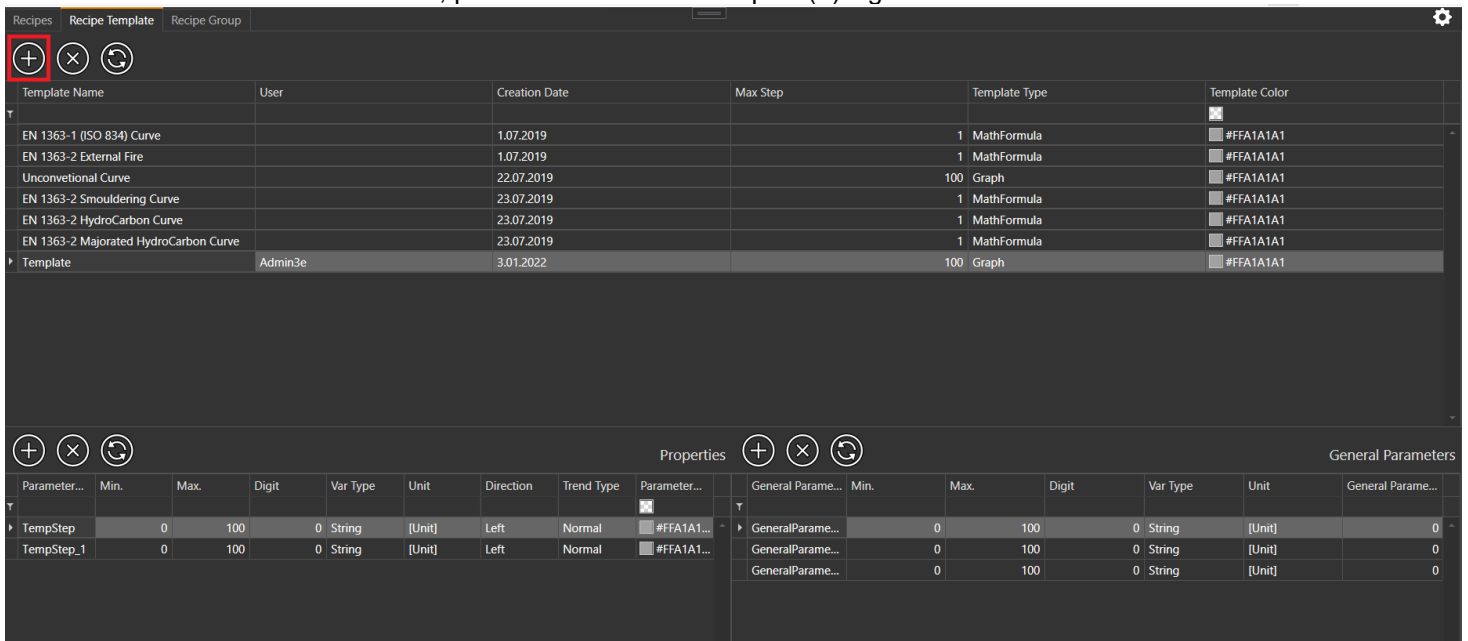 Recipes Recipe Template Recipe Group
Template Name User Creation Date Max Step Template Type Template Color
EN 1363-1 (ISO 834) Curve 1.07.2019 1 MathFormula #FFA1A1A1
EN 1363-2 External Fire 1.07.2019 1 MathFormula #FFA1A1A1
Unconvetional Curve 22.07.2019 100 Graph #FFA1A1A1
EN 1363-2 Smouldering Curve 23.07.2019 1 MathFormula #FFA1A1A1
EN 1363-2 HydroCarbon Curve 23.07.2019 1 MathFormula #FFA1A1A1
EN 1363-2 Majorated HydroCarbon Curve 23.07.2019 1 MathFormula #FFA1A1A1
Template Admin3e 3.01.2022 100 Graph #FFA1A1A1
Properties General Parameters
Parameter... Min. Max. Digit Var Type Unit Direction Trend Type Parameter... General Parame... Min. Max. Digit Var Type Unit General Parame...
TempStep 0 100 0 String [Unit] Left Normal #FFA1A1... GeneralParame... 0 100 0 String [Unit] 0
TempStep_1 0 100 0 String [Unit] Left Normal #FFA1A1... GeneralParame... 0 100 0 String [Unit] 0
GeneralParame... 0 100 0 String [Unit] 0